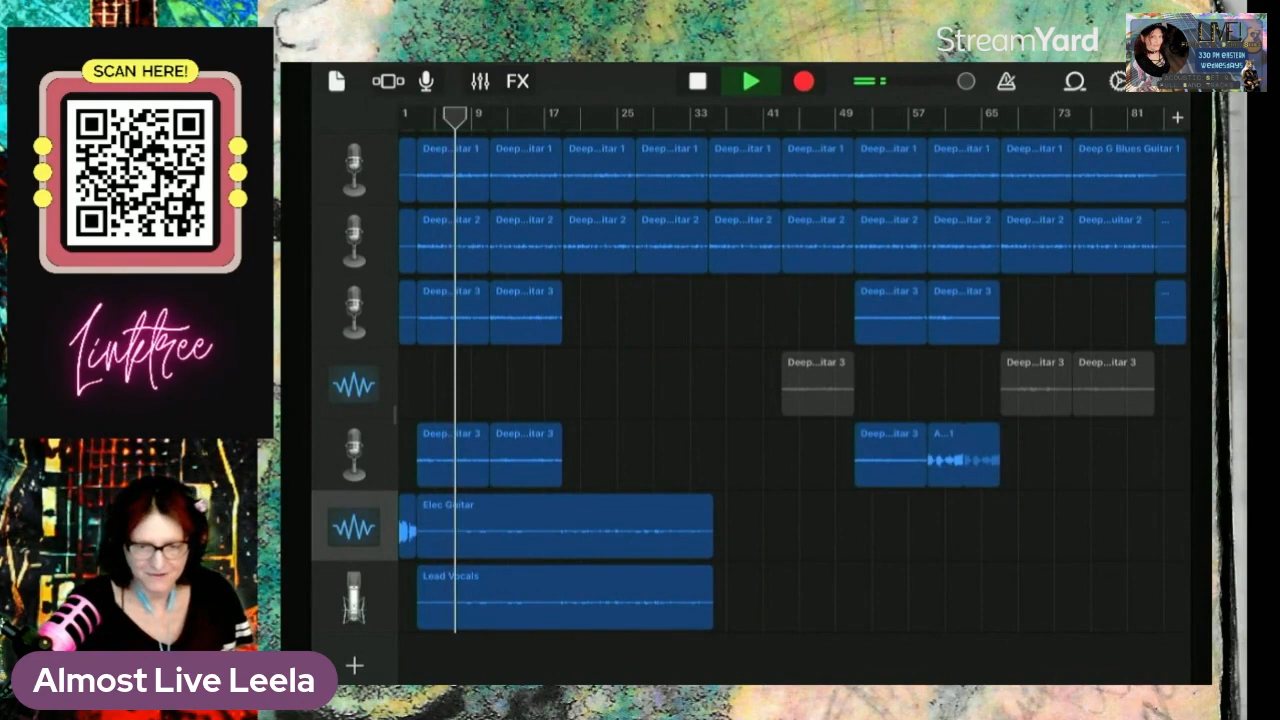 SCAN HERE!
Linktree
Almost Live Leela
StreamYard
LIVE!
330 PM EASTERN
WEDNESDAYS
FX
1 9 17 25 33 41 49 57 65 73 81 +
Deep...itar 1 Deep...itar 1 Deep...itar 1 Deep...itar 1 Deep...itar 1 Deep...itar 1 Deep...itar 1 Deep...itar 1 Deep...itar 1 Deep G Blues Guitar 1
Deep...itar 2 Deep...itar 2 Deep...itar 2 Deep...itar 2 Deep...itar 2 Deep...itar 2 Deep...itar 2 Deep...itar 2 Deep...itar 2 Deep...uitar 2 ...
Deep...itar 3 Deep...itar 3 Deep...itar 3 Deep...itar 3 ...
Deep...itar 3 Deep...itar 3 Deep...itar 3
Deep...itar 3 Deep...itar 3 Deep...itar 3 A...1
Elec Guitar
Lead Vocals
+